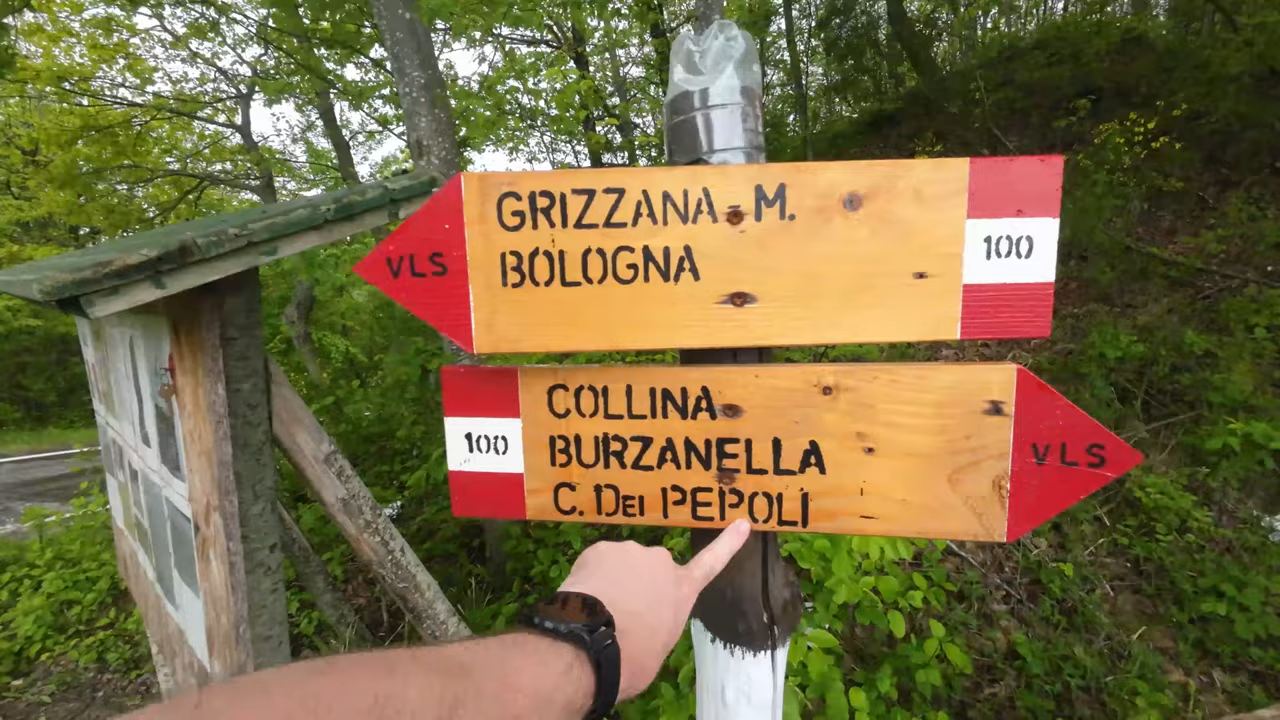 VLS
GRIZZANA - M.
BOLOGNA
100
100
COLLINA
BURZANELLA
C. DEI PEPOLI
VLS